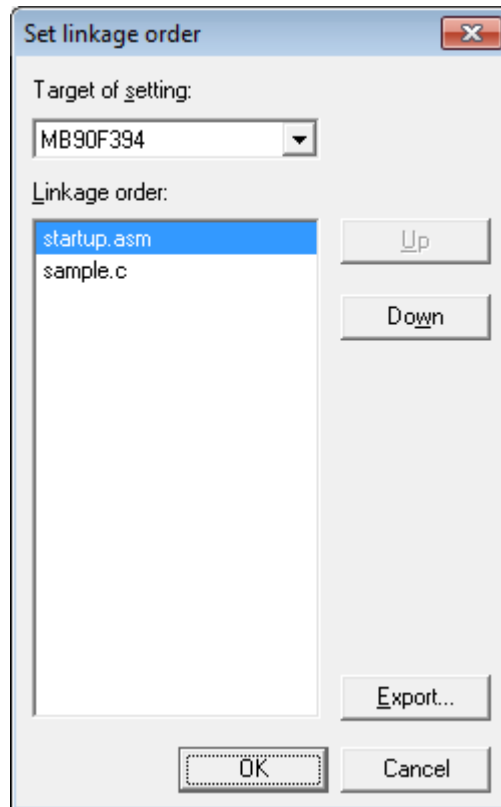 Set linkage order
Target of setting:
MB90F394
Linkage order:
startup.asm
sample.c
Up
Down
Export...
OK
Cancel